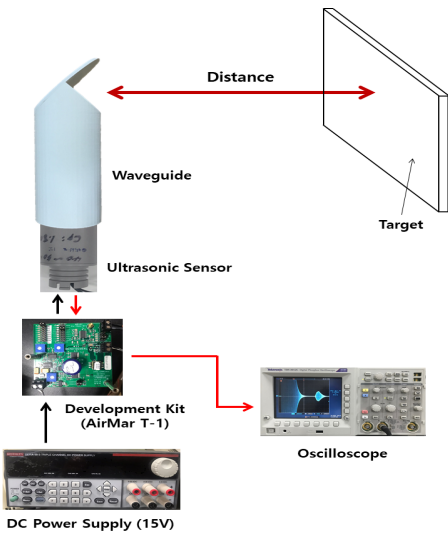 Distance
Waveguide
Target
Ultrasonic Sensor
Development Kit
(AirMar T-1)
Oscilloscope
DC Power Supply (15V)